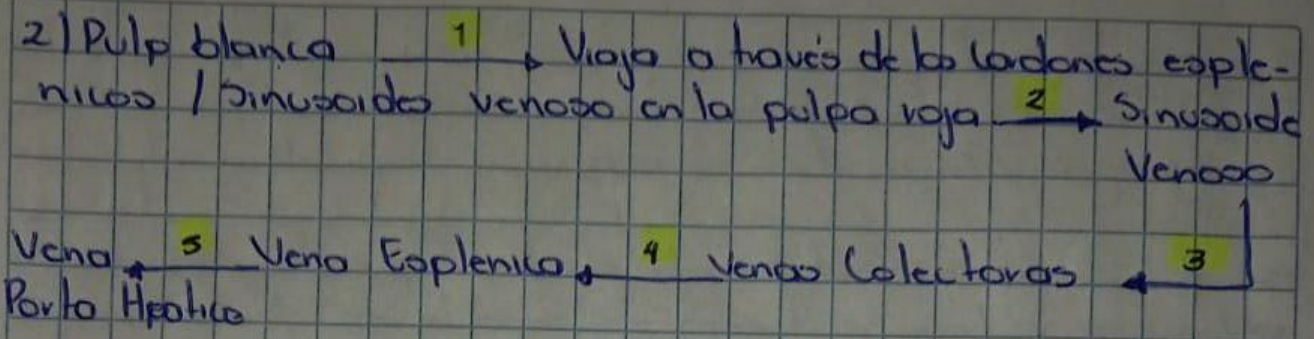 2) Pulp blanca 1 → Viaja a través de los cordones esple-
nicos / Sinusoides venoso en la pulpa roja 2 → Sinusoide
Venoso
Vena ← 5 Vena Esplenica ← 4 Venas Colectoras ← 3
Porta Hpatica